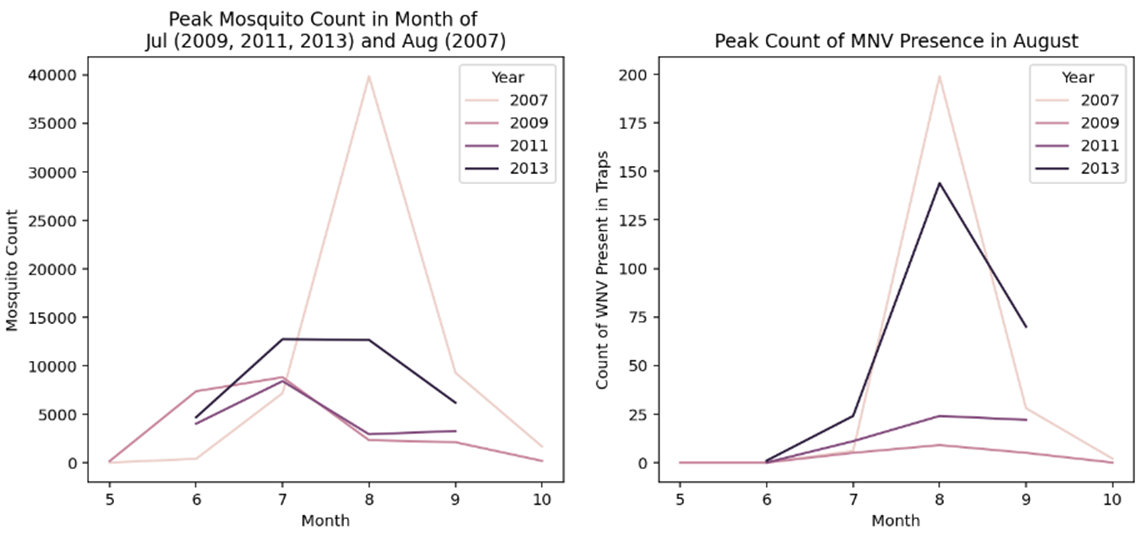 Peak Mosquito Count in Month of
Jul (2009, 2011, 2013) and Aug (2007)
Mosquito Count
40000
35000
30000
25000
20000
15000
10000
5000
0
Year
2007
2009
2011
2013
5 6 7 8 9 10
Month
Peak Count of MNV Presence in August
Count of WNV Present in Traps
200
175
150
125
100
75
50
25
0
Year
2007
2009
2011
2013
5 6 7 8 9 10
Month